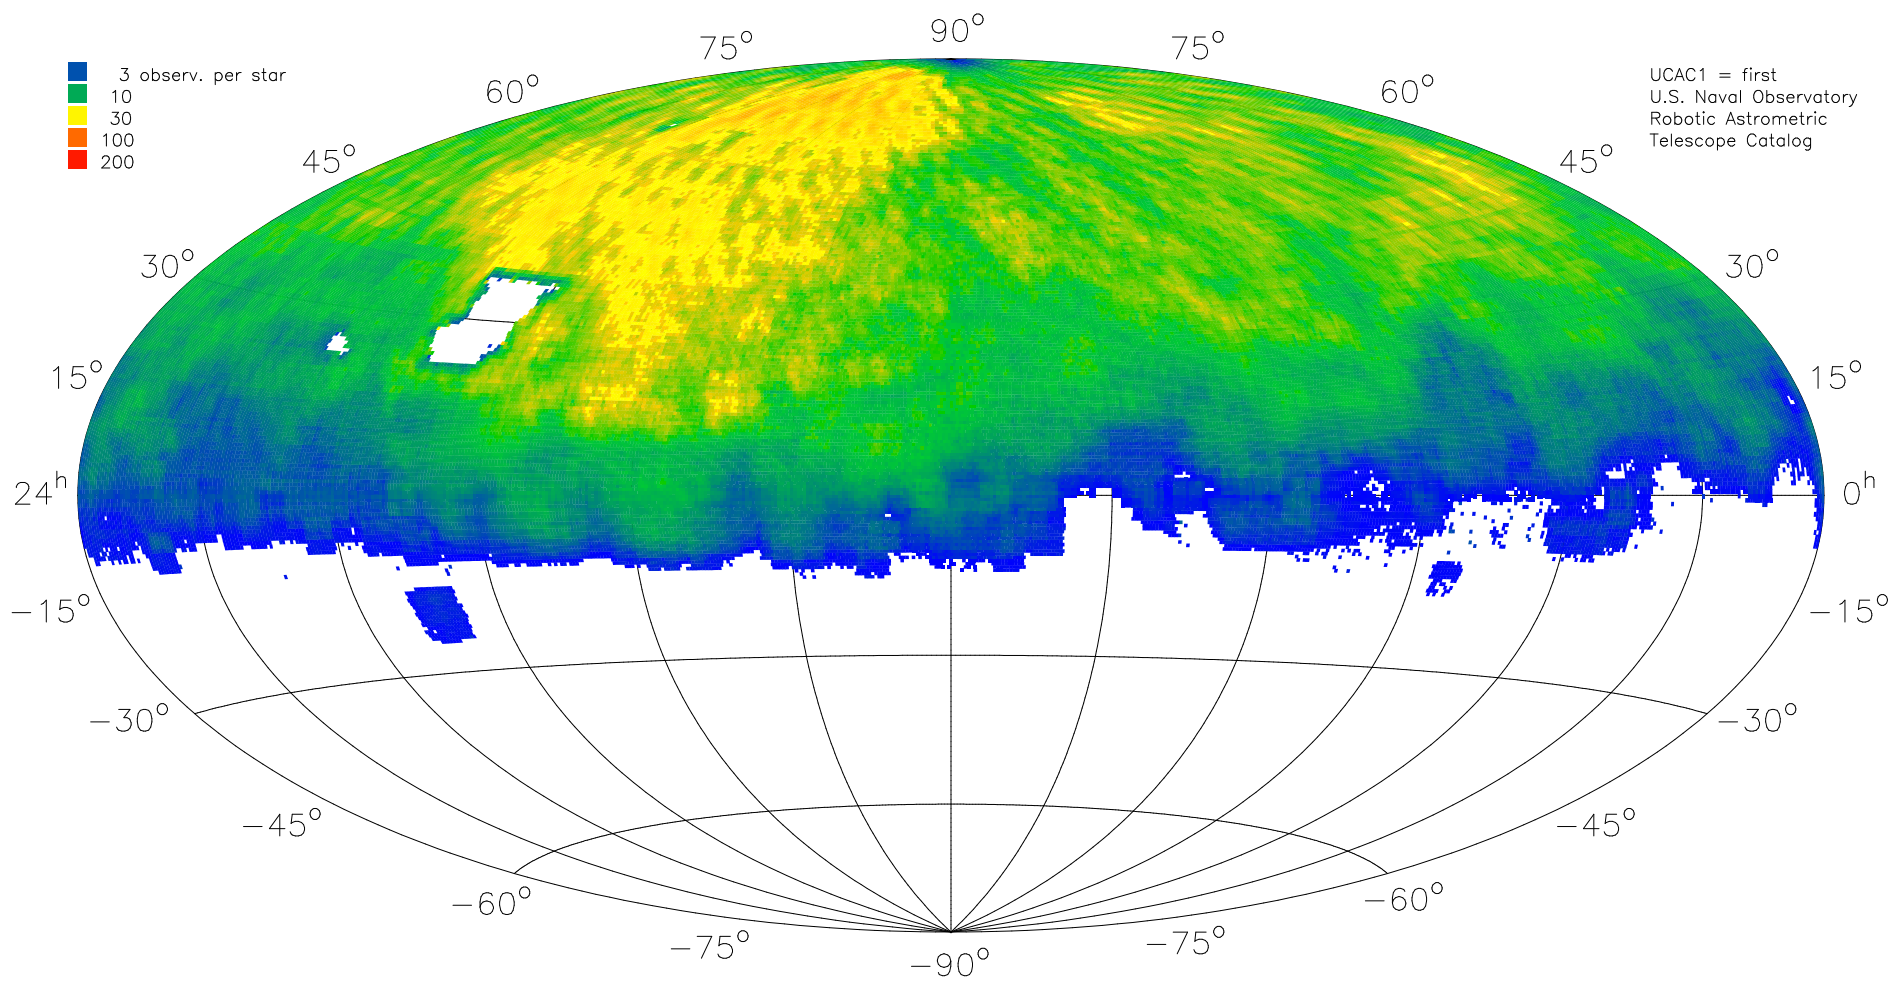 90°
75° 75°
60° 60°
45° 45°
30° 30°
15° 15°
24h 0h
−15° −15°
−30° −30°
−45° −45°
−60° −60°
−75° −75°
−90°
3 observ. per star
10
30
100
200
UCAC1 = first
U.S. Naval Observatory
Robotic Astrometric
Telescope Catalog